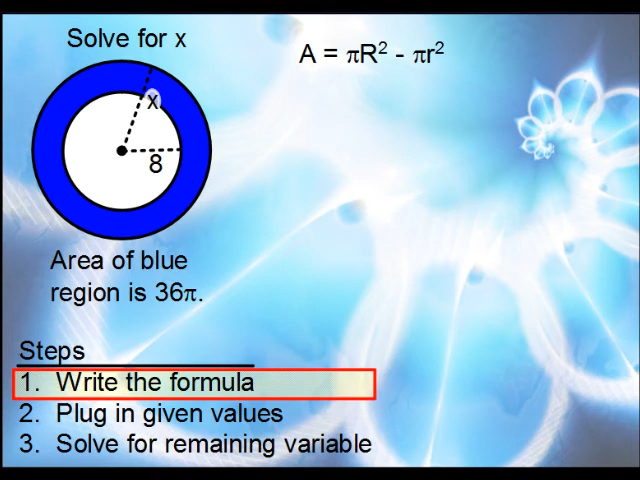 Solve for x
A = πR² - πr²
x
8
Area of blue
region is 36π.
Steps
1. Write the formula
2. Plug in given values
3. Solve for remaining variable